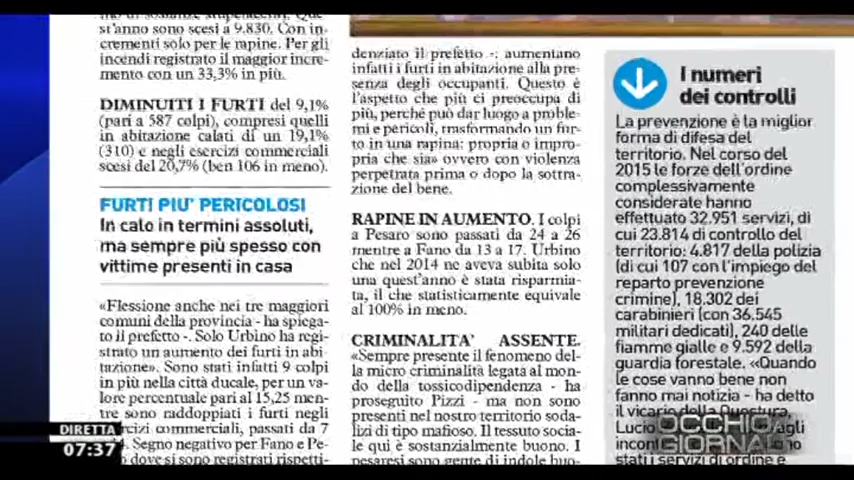 st'anno sono scesi a 9.830. Con in-
crementi solo per le rapine. Per gli
incendi registrato il maggior incre-
mento con un 33,3% in più.
DIMINUITI I FURTI del 9,1%
(pari a 587 colpi), compresi quelli
in abitazione calati di un 19,1%
(310) e negli esercizi commerciali
scesi del 20,7% (ben 106 in meno).
FURTI PIU' PERICOLOSI
In calo in termini assoluti,
ma sempre più spesso con
vittime presenti in casa
«Flessione anche nei tre maggiori
comuni della provincia - ha spiega-
to il prefetto -. Solo Urbino ha regi-
strato un aumento dei furti in abi-
tazione». Sono stati infatti 9 colpi
in più nella città ducale, per un va-
lore percentuale pari al 15,25 men-
tre sono raddoppiati i furti negli
commerciali, passati da 7
Segno negativo per Fano e Pe-
dove si sono registrati rispetti-
denziato il prefetto -: aumentano
infatti i furti in abitazione alla pre-
senza degli occupanti. Questo è
l'aspetto che più ci preoccupa di
più, perché può dar luogo a proble-
mi e pericoli, trasformando un fur-
to in una rapina: propria o impro-
pria che sia» ovvero con violenza
perpetrata prima o dopo la sottra-
zione del bene.
RAPINE IN AUMENTO. I colpi
a Pesaro sono passati da 24 a 26
mentre a Fano da 13 a 17. Urbino
che nel 2014 ne aveva subita solo
una quest'anno è stata risparmia-
ta, il che statisticamente equivale
al 100% in meno.
CRIMINALITA' ASSENTE.
«Sempre presente il fenomeno del-
la micro criminalità legata al mon-
do della tossicodipendenza - ha
proseguito Pizzi - ma non sono
presenti nel nostro territorio soda-
lizi di tipo mafioso. Il tessuto socia-
le qui è sostanzialmente buono. I
pesaresi sono gente di indole buo-
I numeri
dei controlli
La prevenzione è la miglior
forma di difesa del
territorio. Nel corso del
2015 le forze dell'ordine
complessivamente
considerate hanno
effettuato 32.951 servizi, di
cui 23.814 di controllo del
territorio: 4.817 della polizia
(di cui 107 con l'impiego del
reparto prevenzione
crimine), 18.302 dei
carabinieri (con 36.545
militari dedicati), 240 delle
fiamme gialle e 9.592 della
guardia forestale. «Quando
le cose vanno bene non
fanno mai notizia - ha detto
il vicario della Questura,
Lucio
incont
stati i servizi di ordine e
DIRETTA
07:37
OCCHIO
GIORNALE